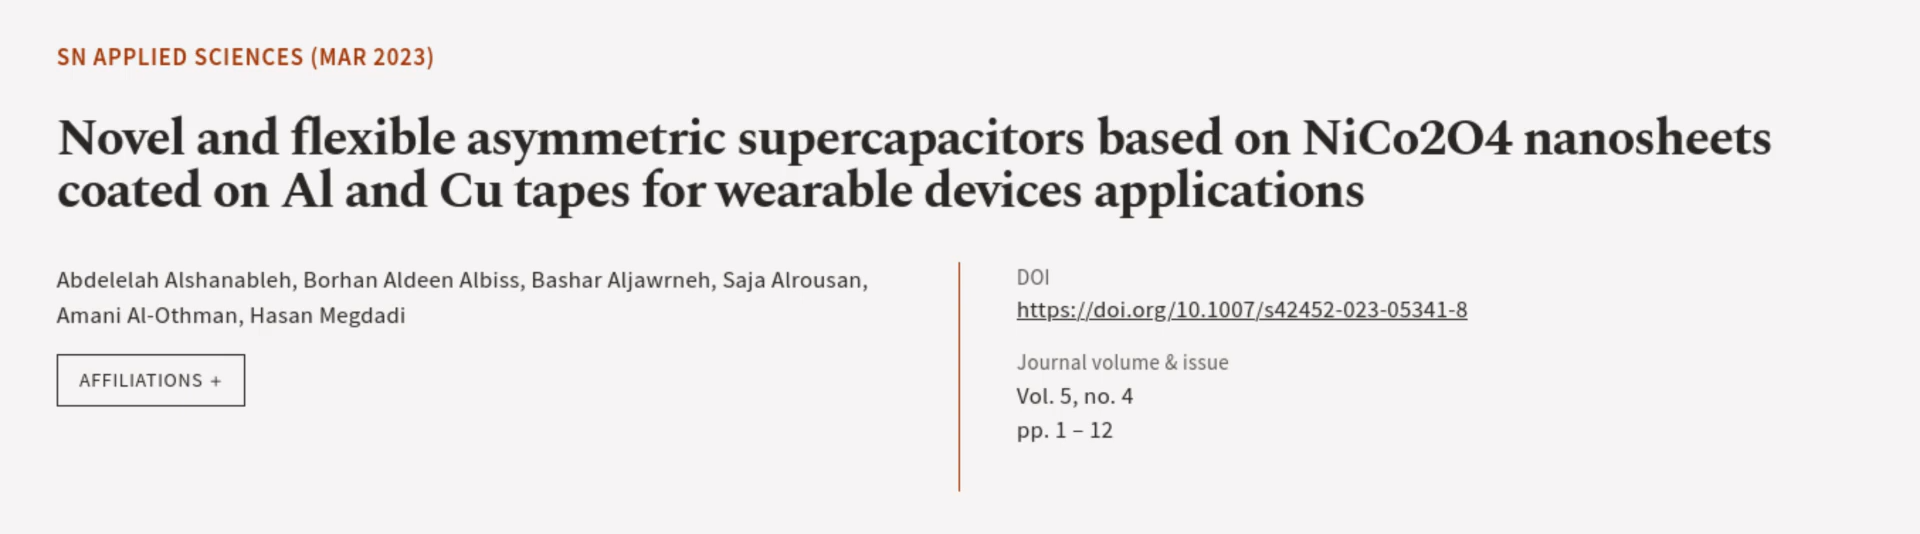 SN APPLIED SCIENCES (MAR 2023)
Novel and flexible asymmetric supercapacitors based on NiCo2O4 nanosheets
coated on Al and Cu tapes for wearable devices applications
Abdelelah Alshanableh, Borhan Aldeen Albiss, Bashar Aljawrneh, Saja Alrousan,
Amani Al-Othman, Hasan Megdadi
AFFILIATIONS +
DOI
https://doi.org/10.1007/s42452-023-05341-8
Journal volume & issue
Vol. 5, no. 4
pp. 1 – 12